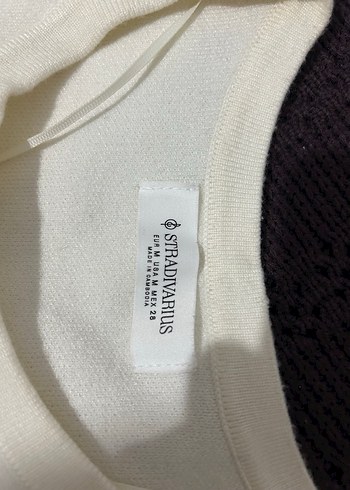 STRADIVARIUS
EUR M USA M MEX 28
MADE IN CAMBODIA